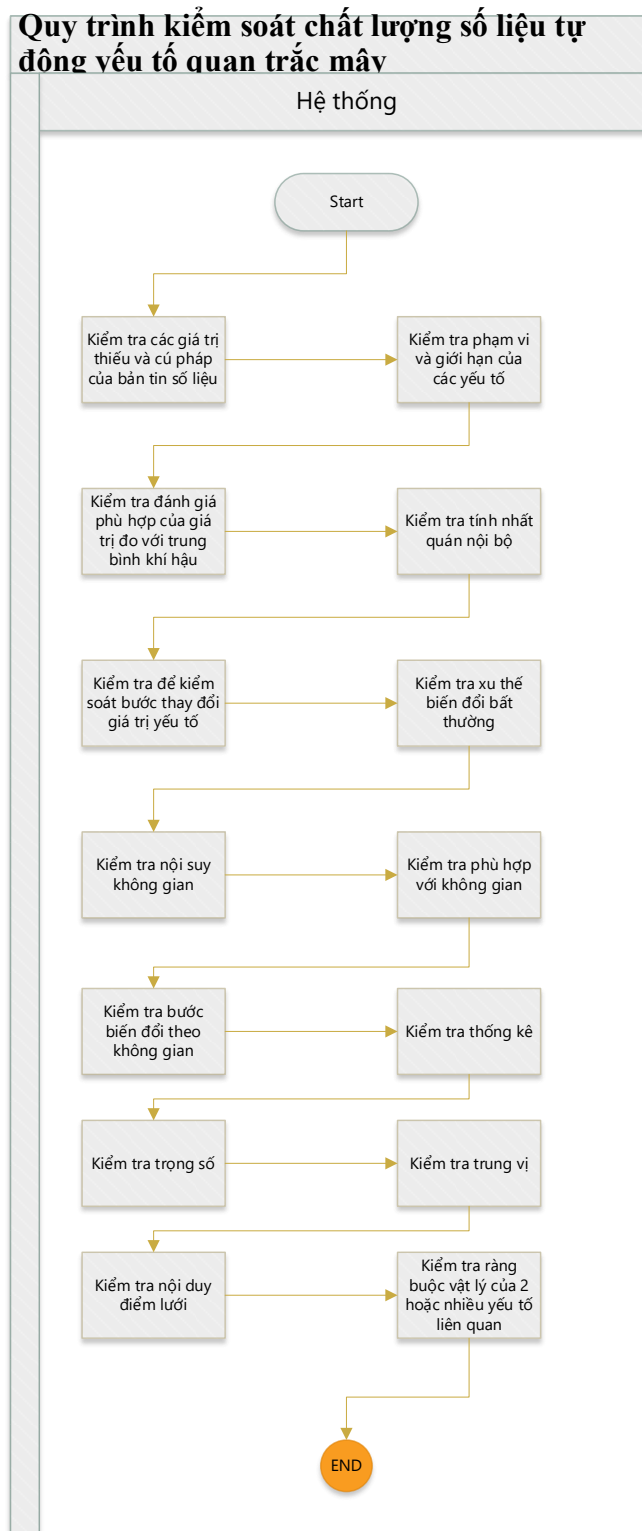 Quy trình kiểm soát chất lượng số liệu tự
động yếu tố quan trắc mây
Hệ thống
Start
Kiểm tra các giá trị
thiếu và cú pháp
của bản tin số liệu
Kiểm tra phạm vi
và giới hạn của
các yếu tố
Kiểm tra đánh giá
phù hợp của giá
trị đo với trung
bình khí hậu
Kiểm tra tính nhất
quán nội bộ
Kiểm tra để kiểm
soát bước thay đổi
giá trị yếu tố
Kiểm tra xu thế
biến đổi bất
thường
Kiểm tra nội suy
không gian
Kiểm tra phù hợp
với không gian
Kiểm tra bước
biến đổi theo
không gian
Kiểm tra thống kê
Kiểm tra trọng số
Kiểm tra trung vị
Kiểm tra nội duy
điểm lưới
Kiểm tra ràng
buộc vật lý của 2
hoặc nhiều yếu tố
liên quan
END